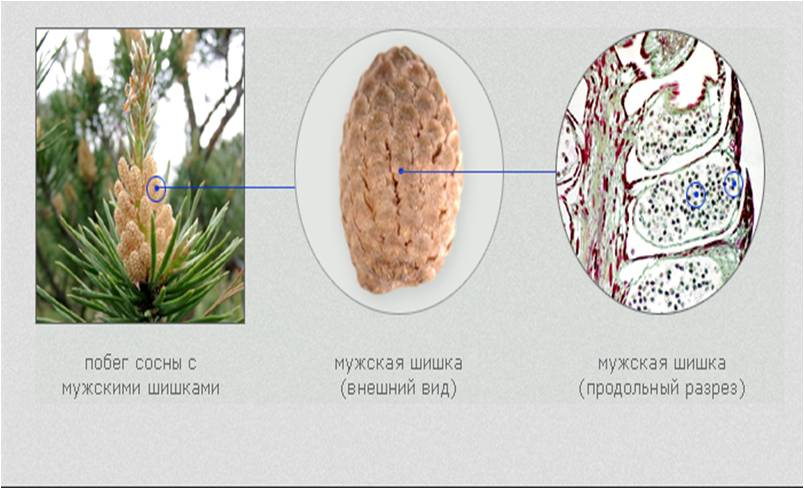 побег сосны с
мужскими шишками
мужская шишка
(внешний вид)
мужская шишка
(продольный разрез)